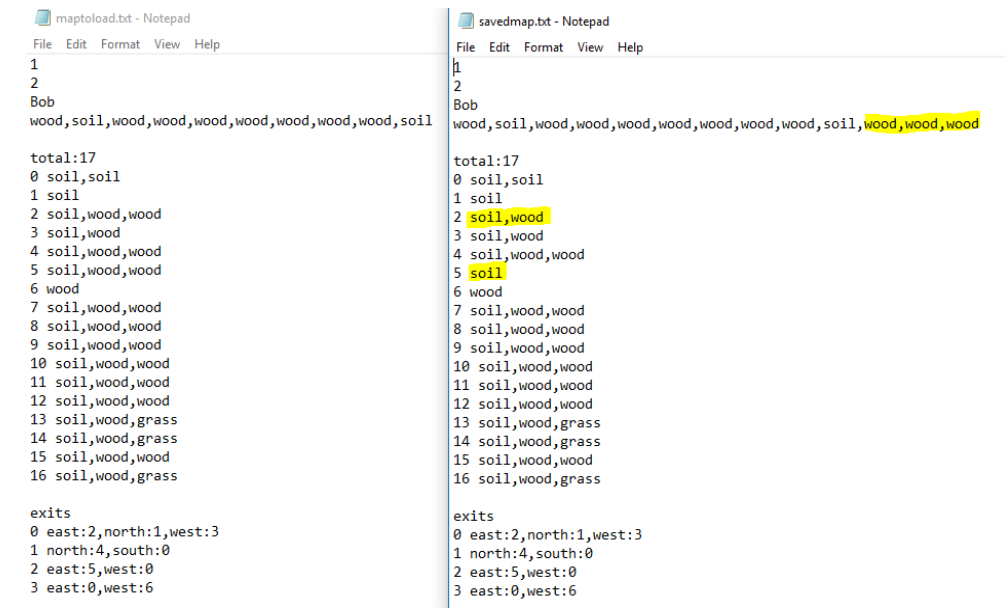 maptoload.txt - Notepad
File Edit Format View Help
1
2
Bob
wood,soil,wood,wood,wood,wood,wood,wood,wood,soil
total:17
0 soil,soil
1 soil
2 soil,wood,wood
3 soil,wood
4 soil,wood,wood
5 soil,wood,wood
6 wood
7 soil,wood,wood
8 soil,wood,wood
9 soil,wood,wood
10 soil,wood,wood
11 soil,wood,wood
12 soil,wood,wood
13 soil,wood,grass
14 soil,wood,grass
15 soil,wood,wood
16 soil,wood,grass
exits
0 east:2,north:1,west:3
1 north:4,south:0
2 east:5,west:0
3 east:0,west:6
savedmap.txt - Notepad
File Edit Format View Help
1
2
Bob
wood,soil,wood,wood,wood,wood,wood,wood,wood,soil,wood,wood,wood
total:17
0 soil,soil
1 soil
2 soil,wood
3 soil,wood
4 soil,wood,wood
5 soil
6 wood
7 soil,wood,wood
8 soil,wood,wood
9 soil,wood,wood
10 soil,wood,wood
11 soil,wood,wood
12 soil,wood,wood
13 soil,wood,grass
14 soil,wood,grass
15 soil,wood,wood
16 soil,wood,grass
exits
0 east:2,north:1,west:3
1 north:4,south:0
2 east:5,west:0
3 east:0,west:6